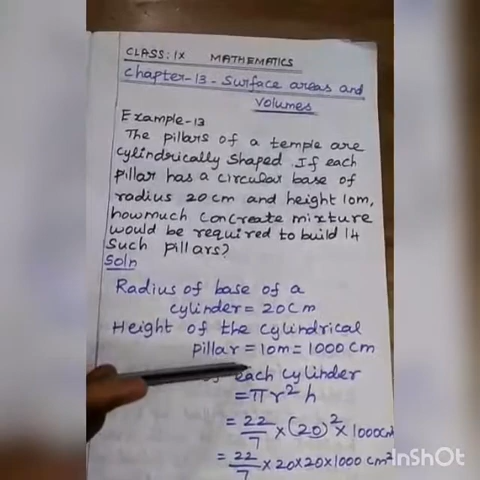 CLASS: IX MATHEMATICS
Chapter-13 - Surface areas and
Volumes
Example-13
The pillars of a temple are
cylindrically shaped. If each
pillar has a circular base of
radius 20 cm and height 10m,
howmuch concreate mixture
would be required to build 14
such pillars?
Soln
Radius of base of a
cylinder = 20cm
Height of the cylindrical
pillar = 10m = 1000 cm
each cylinder
= πr² h
= 22/7 × (20)² × 1000cm
= 22/7 × 20 × 20 × 1000 cm³
InShOt